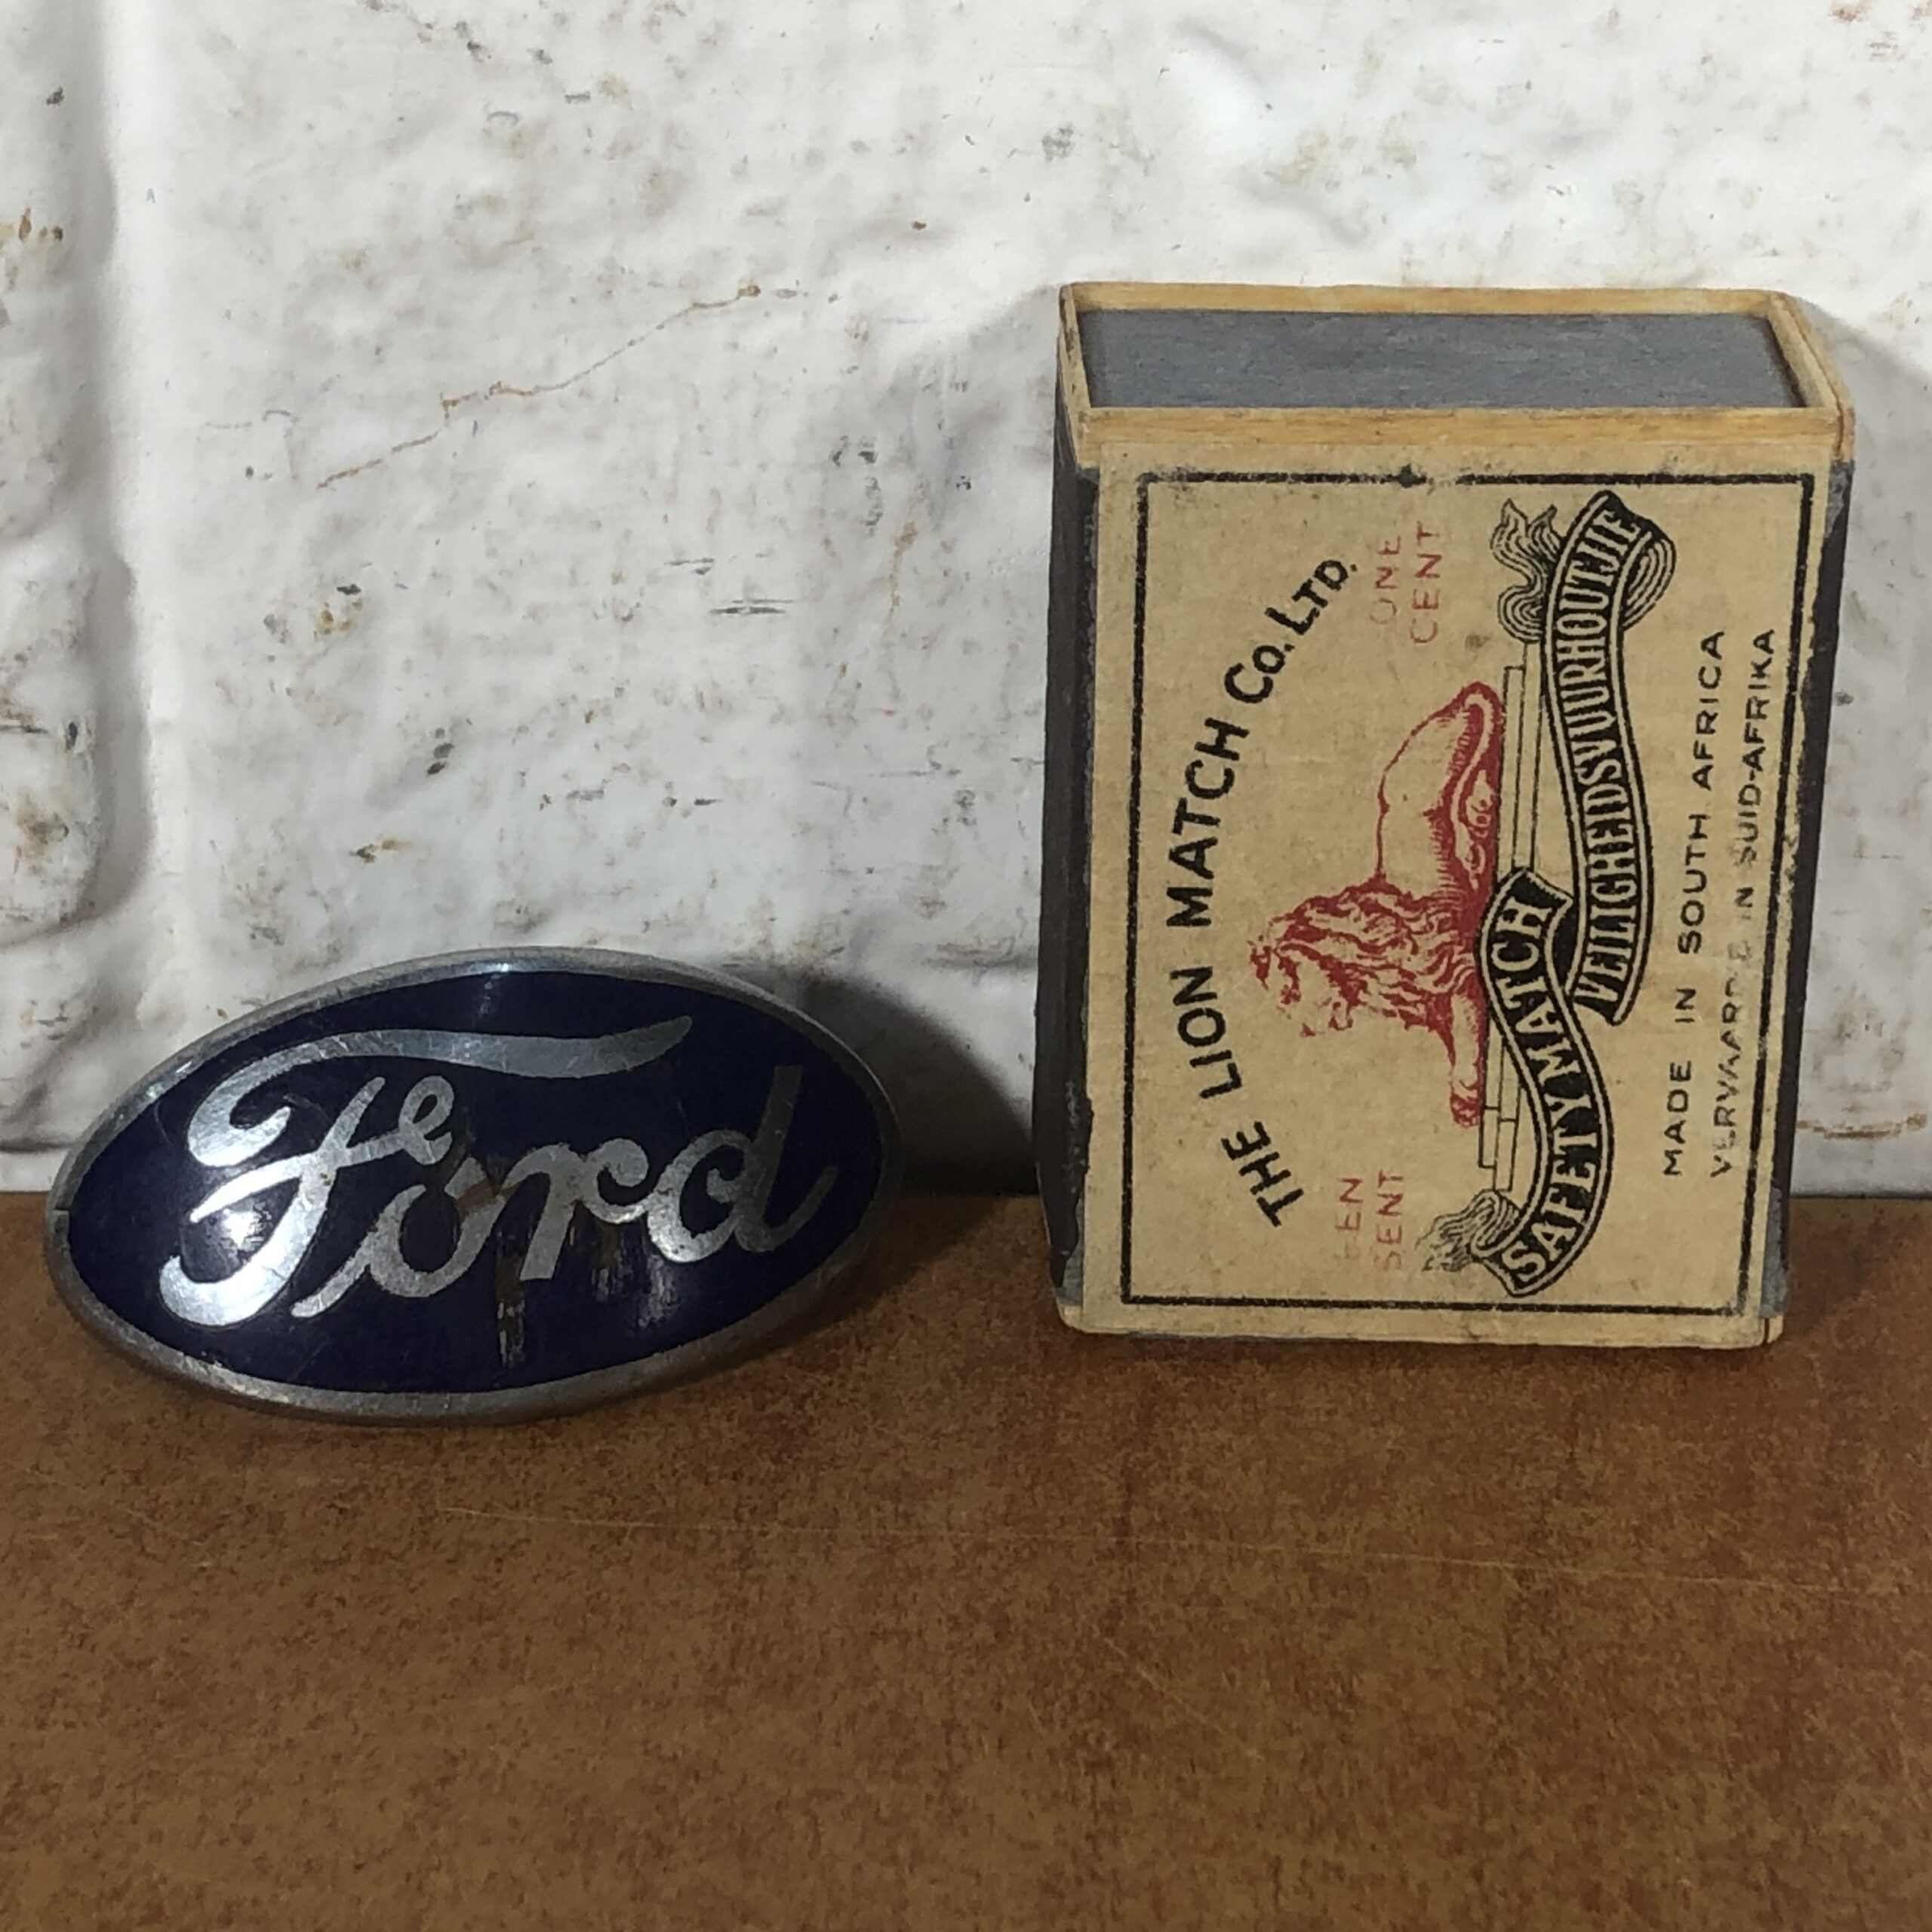 Ford
THE LION MATCH CO. LTD.
EEN
SENT
ONE
CENT
SAFETY MATCH
VEILIGHEIDSVUURHOUTJIE
MADE IN SOUTH AFRICA
VERVAARDIG IN SUID-AFRIKA